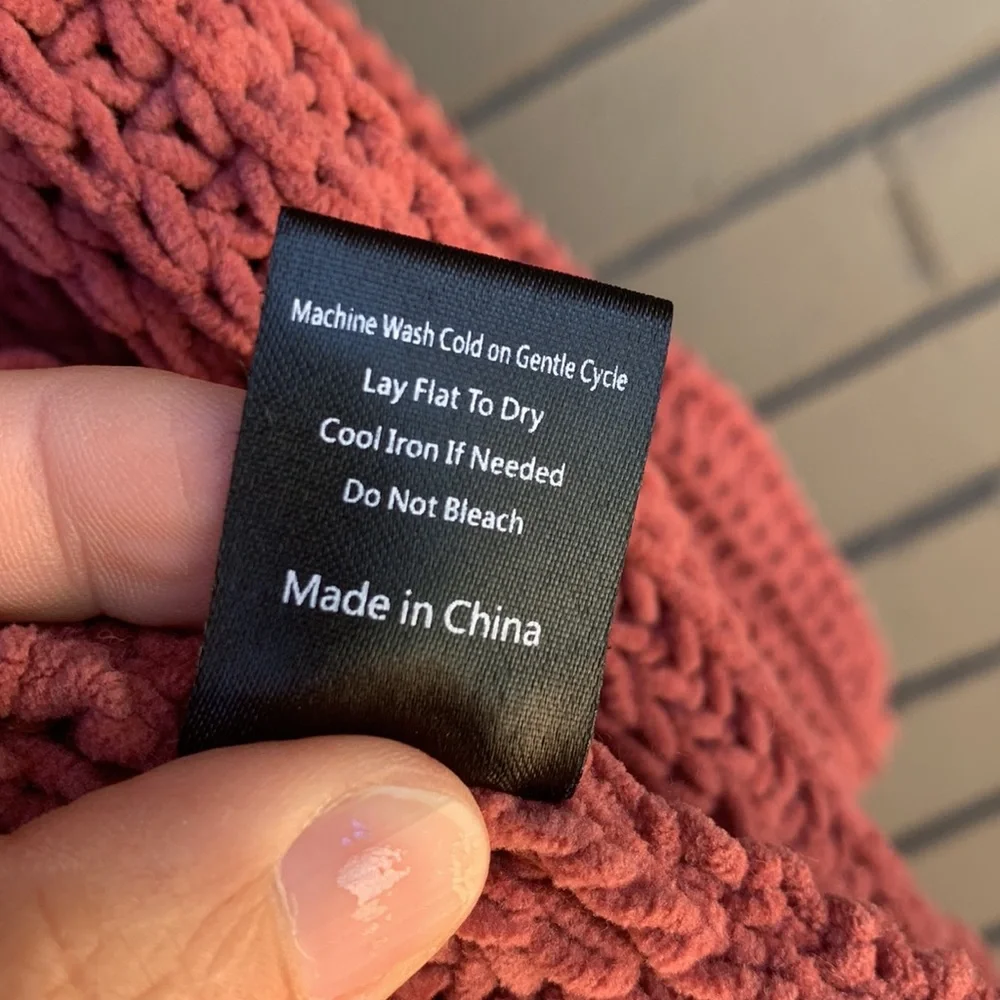 Machine Wash Cold on Gentle Cycle
Lay Flat To Dry
Cool Iron If Needed
Do Not Bleach
Made in China